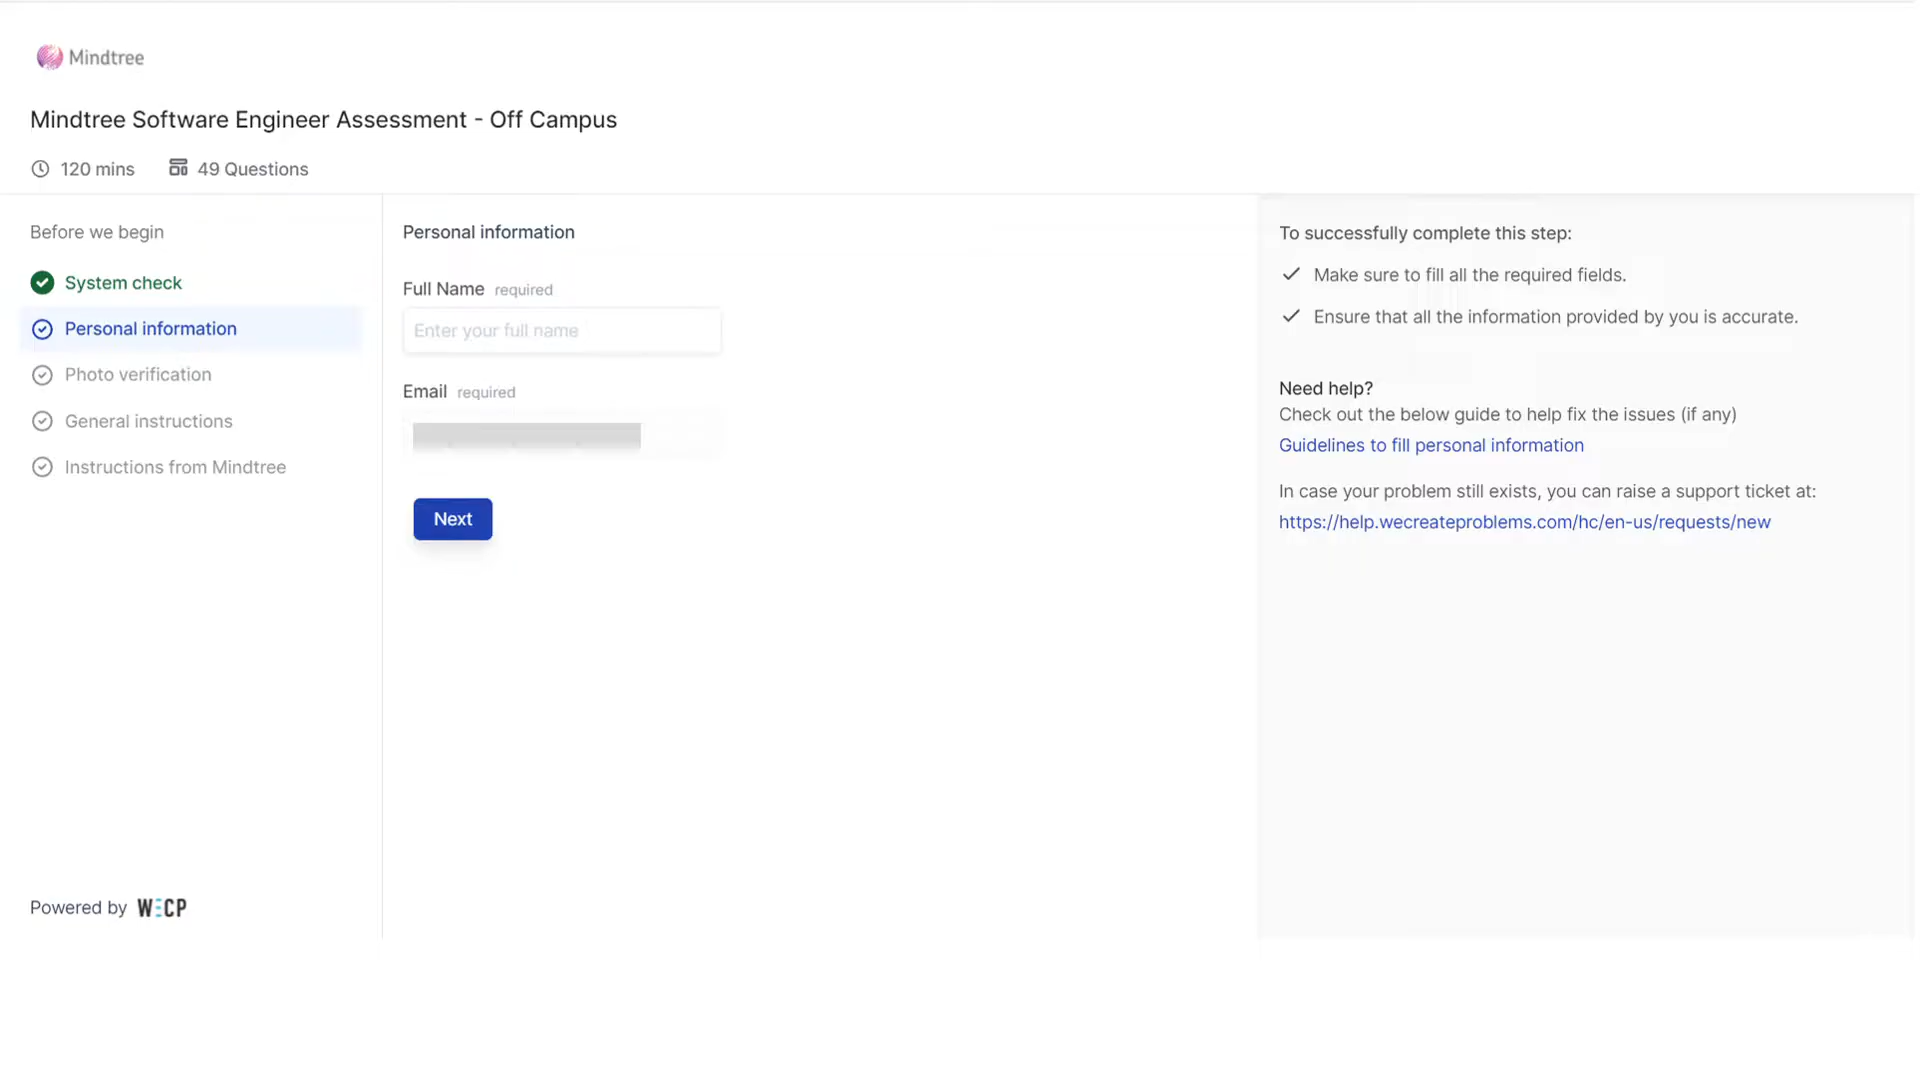 Mindtree
Mindtree Software Engineer Assessment - Off Campus
120 mins 49 Questions
Before we begin
System check
Personal information
Photo verification
General instructions
Instructions from Mindtree
Powered by WECP
Personal information
Full Name required
Enter your full name
Email required
Next
To successfully complete this step:
Make sure to fill all the required fields.
Ensure that all the information provided by you is accurate.
Need help?
Check out the below guide to help fix the issues (if any)
Guidelines to fill personal information
In case your problem still exists, you can raise a support ticket at:
https://help.wecreateproblems.com/hc/en-us/requests/new